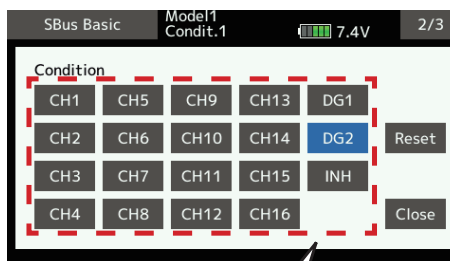 SBus Basic Model1 Condit.1 7.4V 2/3
Condition
CH1 CH5 CH9 CH13 DG1
CH2 CH6 CH10 CH14 DG2 Reset
CH3 CH7 CH11 CH15 INH
CH4 CH8 CH12 CH16 Close